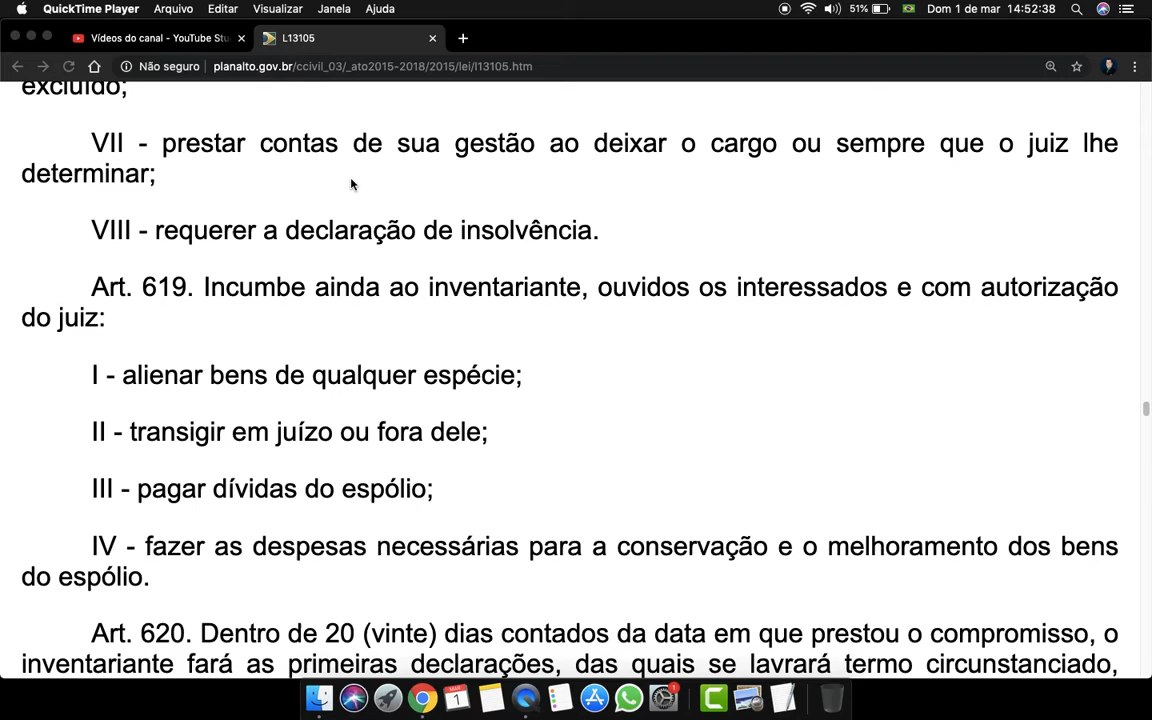 QuickTime Player Arquivo Editar Visualizar Janela Ajuda 51% Dom 1 de mar 14:52:38
Vídeos do canal - YouTube Stu L13105
Não seguro planalto.gov.br/ccivil_03/_ato2015-2018/2015/lei/l13105.htm
excluído;
VII - prestar contas de sua gestão ao deixar o cargo ou sempre que o juiz lhe
determinar;
VIII - requerer a declaração de insolvência.
Art. 619. Incumbe ainda ao inventariante, ouvidos os interessados e com autorização
do juiz:
I - alienar bens de qualquer espécie;
II - transigir em juízo ou fora dele;
III - pagar dívidas do espólio;
IV - fazer as despesas necessárias para a conservação e o melhoramento dos bens
do espólio.
Art. 620. Dentro de 20 (vinte) dias contados da data em que prestou o compromisso, o
inventariante fará as primeiras declarações, das quais se lavrará termo circunstanciado,
1
1